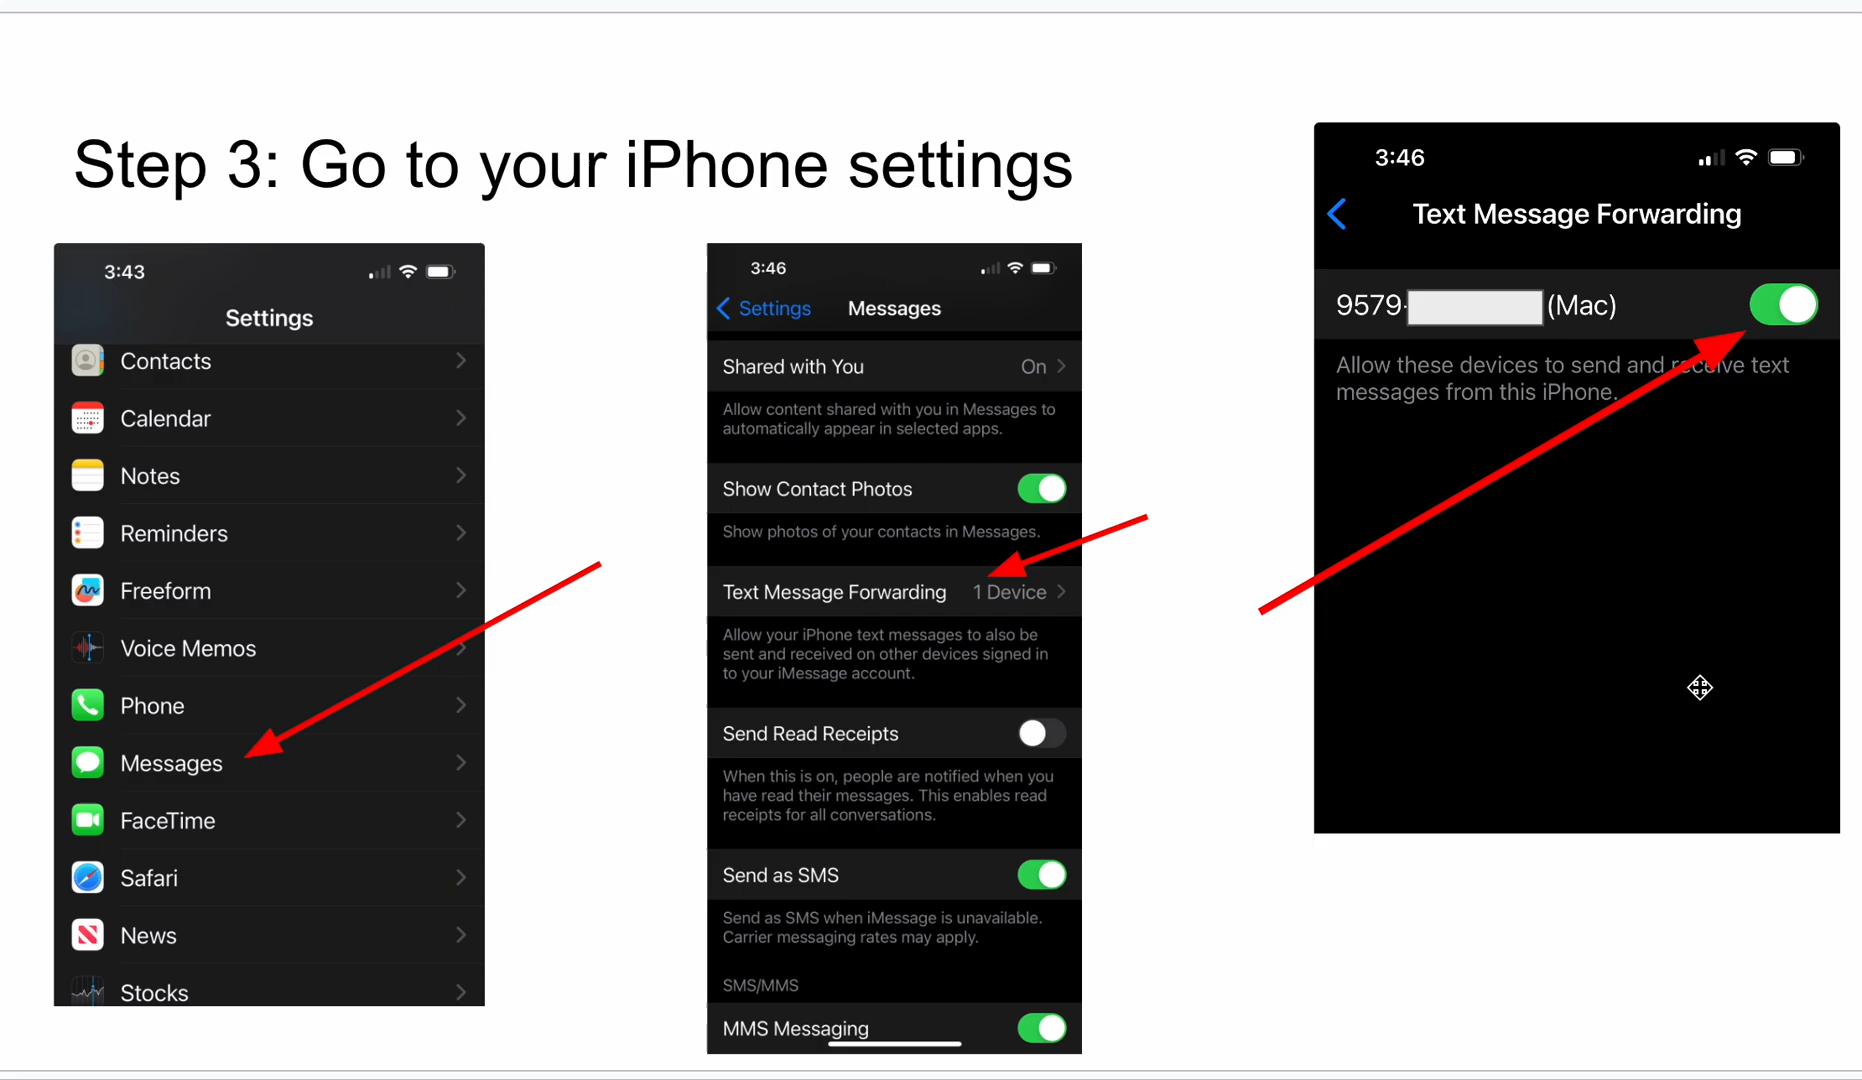 Step 3: Go to your iPhone settings
3:43
Settings
Contacts
Calendar
Notes
Reminders
Freeform
Voice Memos
Phone
Messages
FaceTime
Safari
News
Stocks
3:46
Settings Messages
Shared with You On
Allow content shared with you in Messages to
automatically appear in selected apps.
Show Contact Photos
Show photos of your contacts in Messages.
Text Message Forwarding 1 Device
Allow your iPhone text messages to also be
sent and received on other devices signed in
to your iMessage account.
Send Read Receipts
When this is on, people are notified when you
have read their messages. This enables read
receipts for all conversations.
Send as SMS
Send as SMS when iMessage is unavailable.
Carrier messaging rates may apply.
SMS/MMS
MMS Messaging
3:46
Text Message Forwarding
9579- (Mac)
Allow these devices to send and receive text
messages from this iPhone.